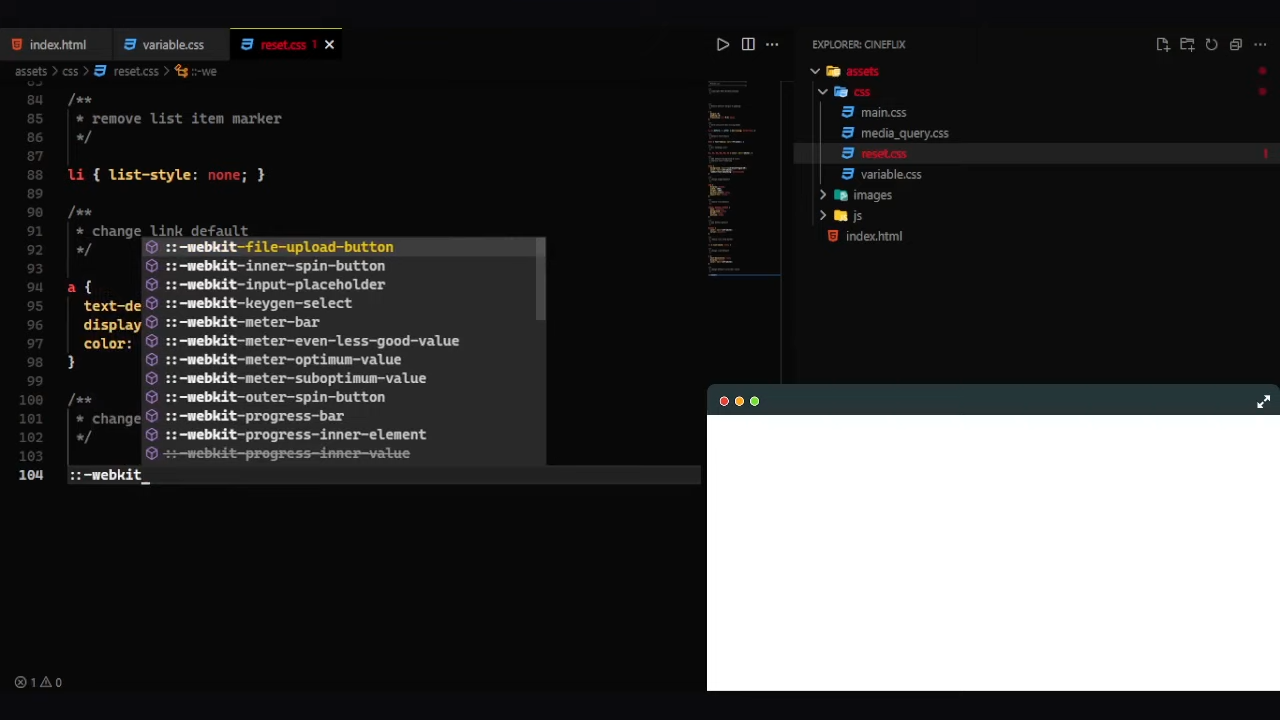 index.html
variable.css
reset.css 1
EXPLORER: CINEFLIX
assets > css > reset.css > ::-we
84 /**
85 * remove list item marker
86 */
87
88 li { list-style: none; }
89
90 /**
91 * change link default
92 */
93
94 a {
95 text-de
96 display
97 color:
98 }
99
100 /**
101 * change
102 */
103
104 ::-webkit_
::-webkit-file-upload-button
::-webkit-inner-spin-button
::-webkit-input-placeholder
::-webkit-keygen-select
::-webkit-meter-bar
::-webkit-meter-even-less-good-value
::-webkit-meter-optimum-value
::-webkit-meter-suboptimum-value
::-webkit-outer-spin-button
::-webkit-progress-bar
::-webkit-progress-inner-element
::-webkit-progress-inner-value
assets
css
main.css
media_query.css
reset.css 1
variable.css
images
js
index.html
1 0